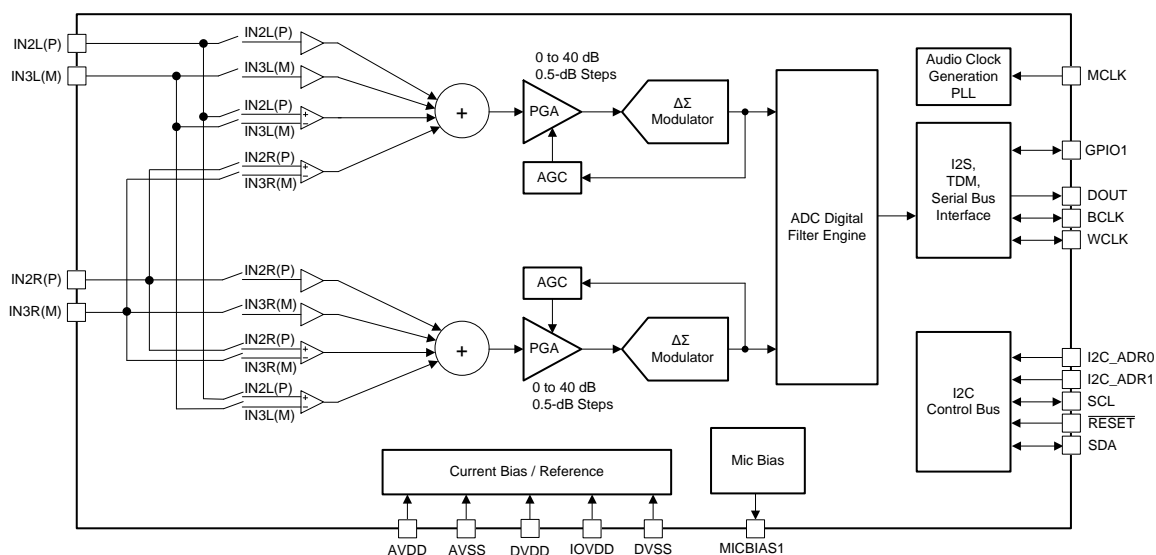 IN2L(P)
IN3L(M)
IN2L(P)
IN3L(M)
IN2L(P)
IN3L(M)
IN2R(P)
IN3R(M)
+
−
+
−
+
0 to 40 dB
0.5-dB Steps
PGA
AGC
ΔΣ
Modulator
ADC Digital
Filter Engine
Audio Clock
Generation
PLL
MCLK
I2S,
TDM,
Serial Bus
Interface
GPIO1
DOUT
BCLK
WCLK
IN2R(P)
IN3R(M)
IN2R(P)
IN3R(M)
IN2R(P)
IN3R(M)
IN2L(P)
IN3L(M)
+
−
+
−
+
AGC
PGA
0 to 40 dB
0.5-dB Steps
ΔΣ
Modulator
I2C
Control Bus
I2C_ADR0
I2C_ADR1
SCL
RESET
SDA
Current Bias / Reference
Mic Bias
AVDD
AVSS
DVDD
IOVDD
DVSS
MICBIAS1